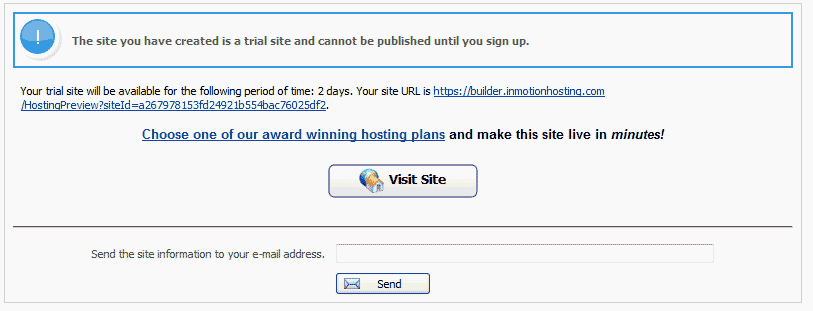 The site you have created is a trial site and cannot be published until you sign up.
Your trial site will be available for the following period of time: 2 days. Your site URL is https://builder.inmotionhosting.com
/HostingPreview?siteId=a267978153fd24921b554bac76025df2.
Choose one of our award winning hosting plans and make this site live in minutes!
Visit Site
Send the site information to your e-mail address.
Send